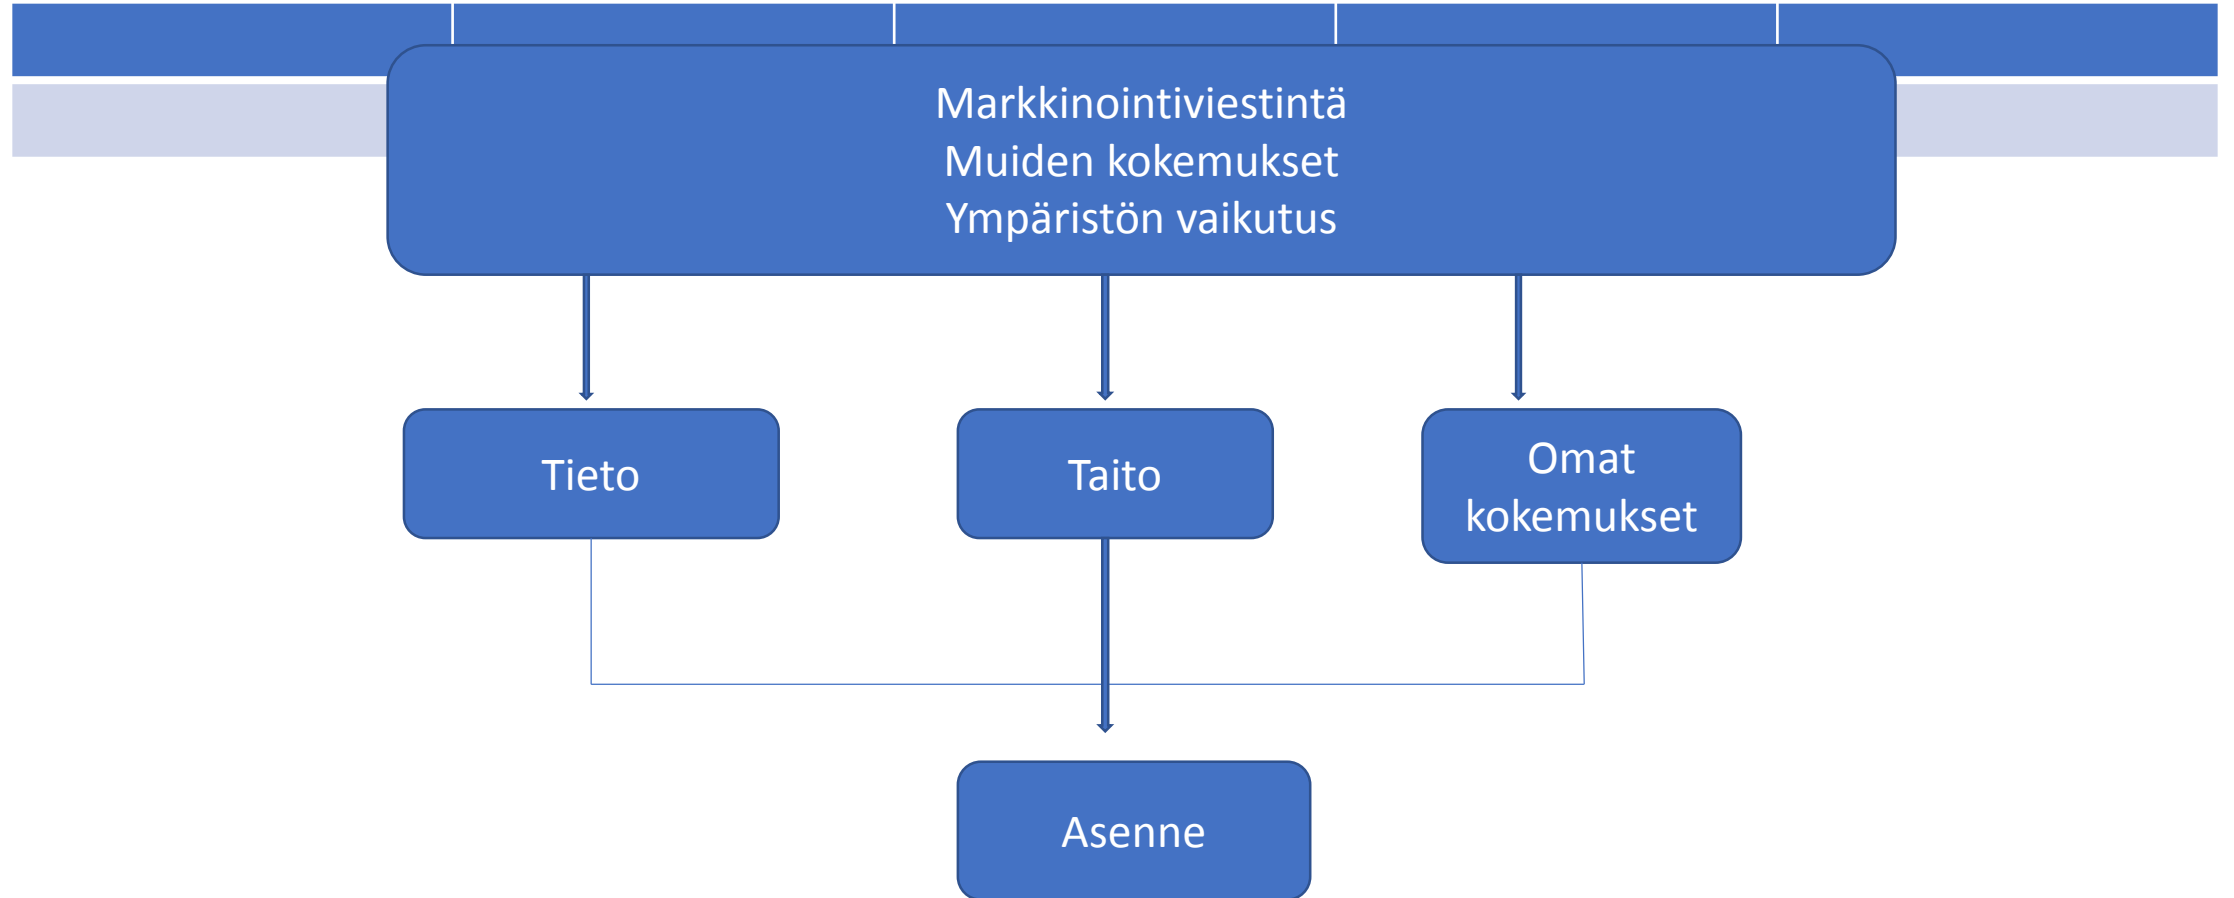 Markkinointiviestintä
Muiden kokemukset
Ympäristön vaikutus
Tieto
Taito
Omat
kokemukset
Asenne